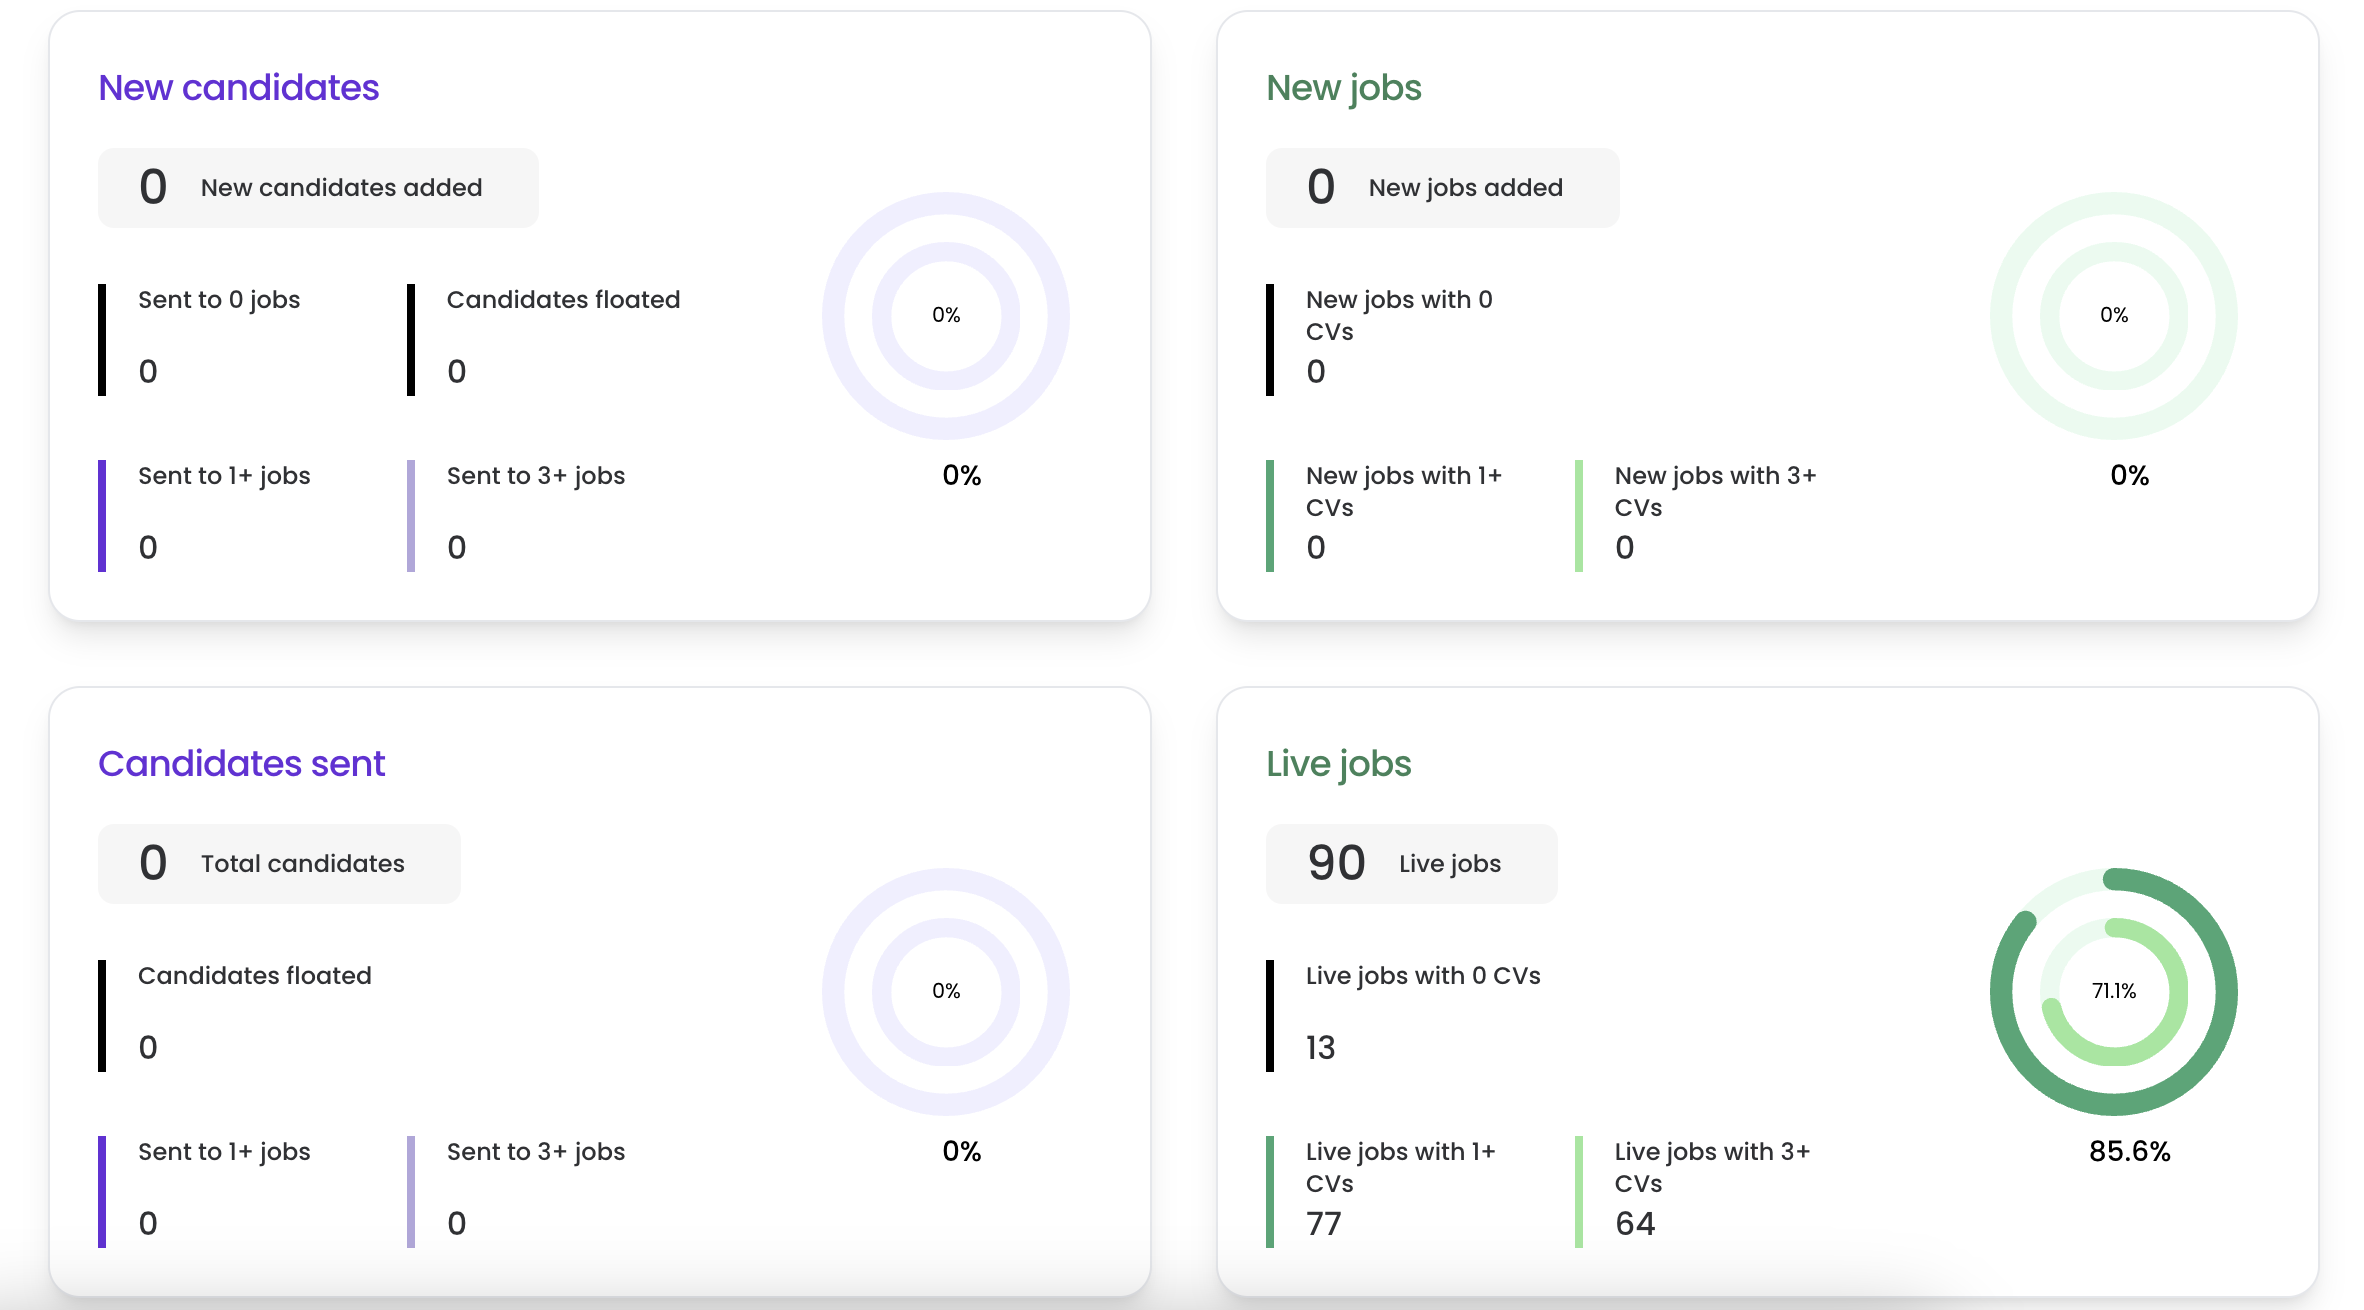 New candidates
0 New candidates added
Sent to 0 jobs
0
Candidates floated
0
Sent to 1+ jobs
0
Sent to 3+ jobs
0
0%
0%
New jobs
0 New jobs added
New jobs with 0
CVs
0
New jobs with 1+
CVs
0
New jobs with 3+
CVs
0
0%
0%
Candidates sent
0 Total candidates
Candidates floated
0
Sent to 1+ jobs
0
Sent to 3+ jobs
0
0%
0%
Live jobs
90 Live jobs
Live jobs with 0 CVs
13
Live jobs with 1+
CVs
77
Live jobs with 3+
CVs
64
71.1%
85.6%